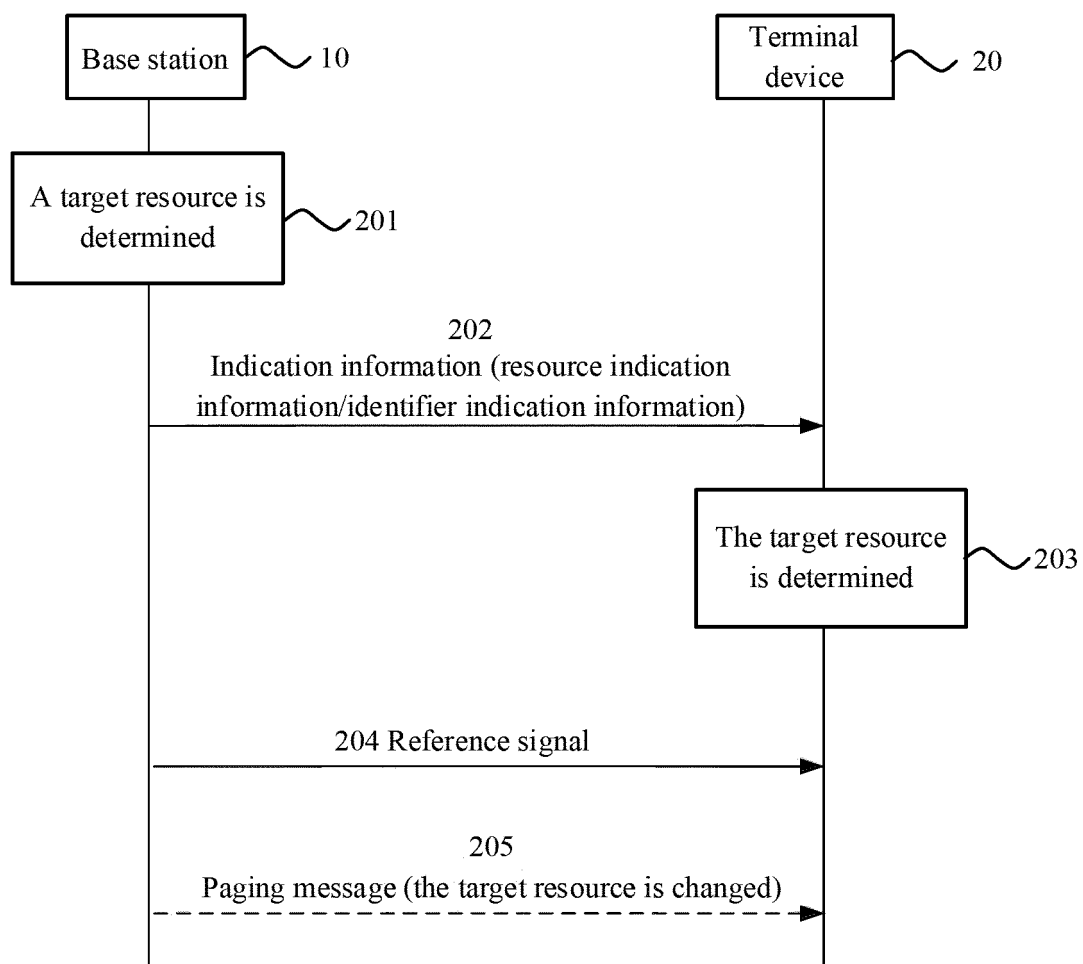 Base station
10
Terminal
device
20
A target resource is
determined
201
202
Indication information (resource indication
information/identifier indication information)
The target resource
is determined
203
204 Reference signal
205
Paging message (the target resource is changed)